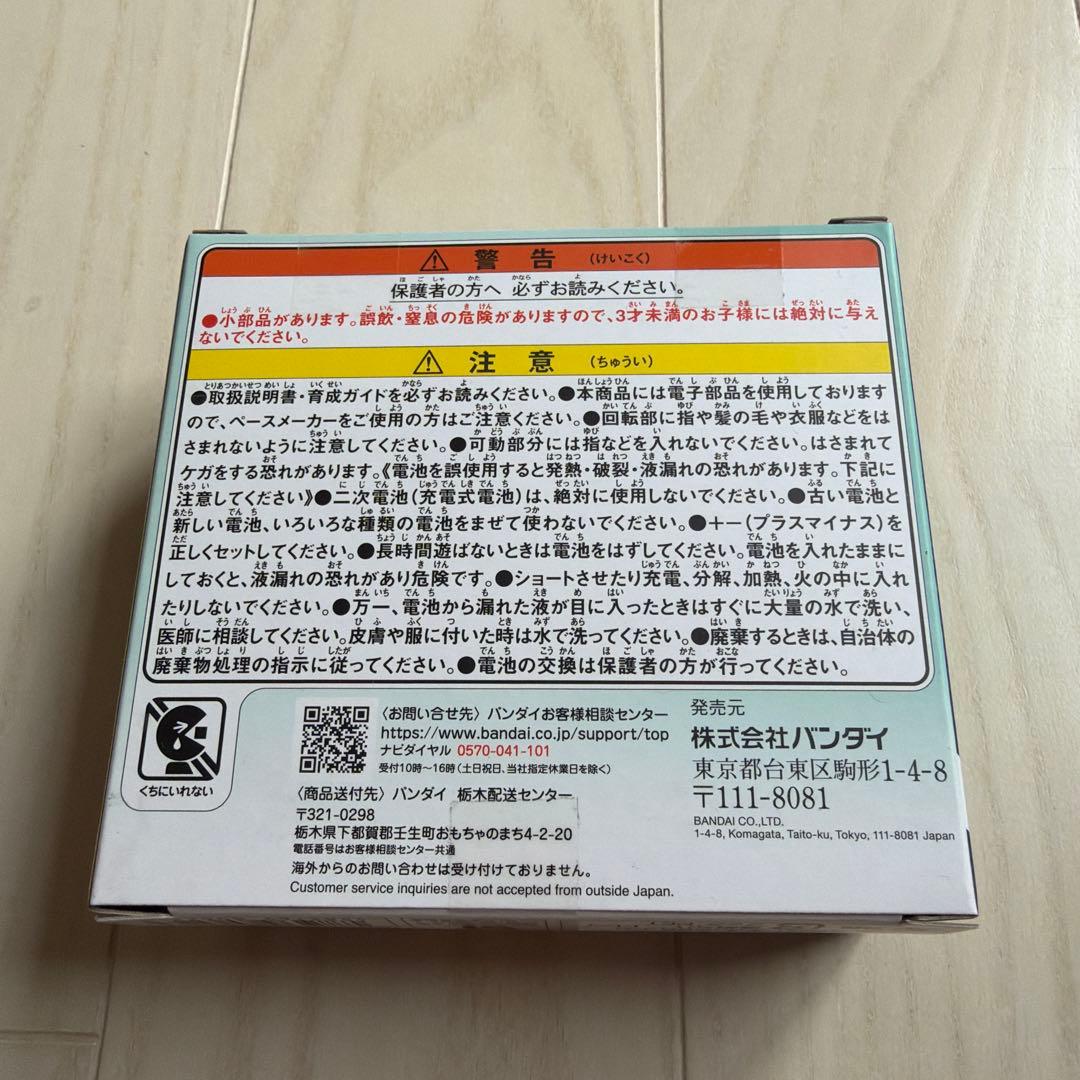 ⚠ 警告 (けいこく)
保護者の方へ 必ずお読みください。
●小部品があります。誤飲・窒息の危険がありますので、3才未満のお子様には絶対に与え
ないでください。
⚠ 注意 (ちゅうい)
●取扱説明書・育成ガイドを必ずお読みください。●本商品には電子部品を使用しております
ので、ペースメーカーをご使用の方はご注意ください。●回転部に指や髪の毛や衣服などをは
さまれないように注意してください。●可動部分には指などを入れないでください。はさまれて
ケガをする恐れがあります。《電池を誤使用すると発熱・破裂・液漏れの恐れがあります。下記に
注意してください》●二次電池(充電式電池)は、絶対に使用しないでください。●古い電池と
新しい電池、いろいろな種類の電池をまぜて使わないでください。●+-(プラスマイナス)を
正しくセットしてください。●長時間遊ばないときは電池をはずしてください。電池を入れたままに
しておくと、液漏れの恐れがあり危険です。●ショートさせたり充電、分解、加熱、火の中に入れ
たりしないでください。●万一、電池から漏れた液が目に入ったときはすぐに大量の水で洗い、
医師に相談してください。皮膚や服に付いた時は水で洗ってください。●廃棄するときは、自治体の
廃棄物処理の指示に従ってください。●電池の交換は保護者の方が行ってください。
くちにいれない
〈お問い合せ先〉バンダイお客様相談センター
https://www.bandai.co.jp/support/top
ナビダイヤル 0570-041-101
受付10時～16時(土日祝日、当社指定休業日を除く)
〈商品送付先〉バンダイ 栃木配送センター
〒321-0298
栃木県下都賀郡壬生町おもちゃのまち4-2-20
電話番号はお客様相談センター共通
海外からのお問い合わせは受け付けておりません。
Customer service inquiries are not accepted from outside Japan.
発売元
株式会社バンダイ
東京都台東区駒形1-4-8
〒111-8081
BANDAI CO.,LTD.
1-4-8, Komagata, Taito-ku, Tokyo, 111-8081 Japan